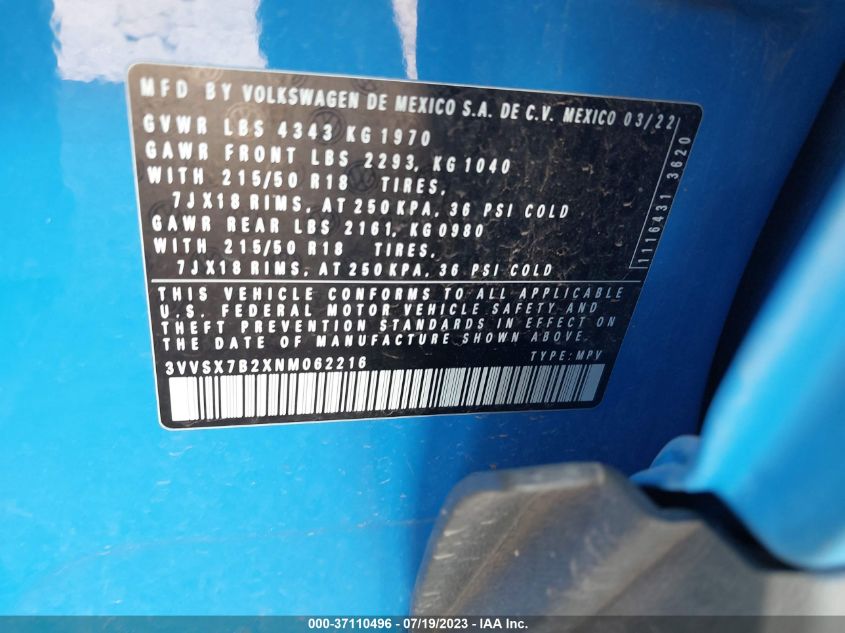 MFD BY VOLKSWAGEN DE MEXICO S.A. DE C.V. MEXICO 03/22
GVWR LBS 4343 KG 1970
GAWR FRONT LBS 2293, KG 1040
WITH 215/50 R18 TIRES,
7JX18 RIMS, AT 250 KPA, 36 PSI COLD
GAWR REAR LBS 2161, KG 0980
WITH 215/50 R18 TIRES,
7JX18 RIMS, AT 250 KPA, 36 PSI COLD
1116431 3620
THIS VEHICLE CONFORMS TO ALL APPLICABLE
U.S. FEDERAL MOTOR VEHICLE SAFETY AND
THEFT PREVENTION STANDARDS IN EFFECT ON
THE DATE OF MANUFACTURE SHOWN ABOVE.
3VVSX7B2XNM062216 TYPE: MPV
000-37110496 - 07/19/2023 - IAA Inc.